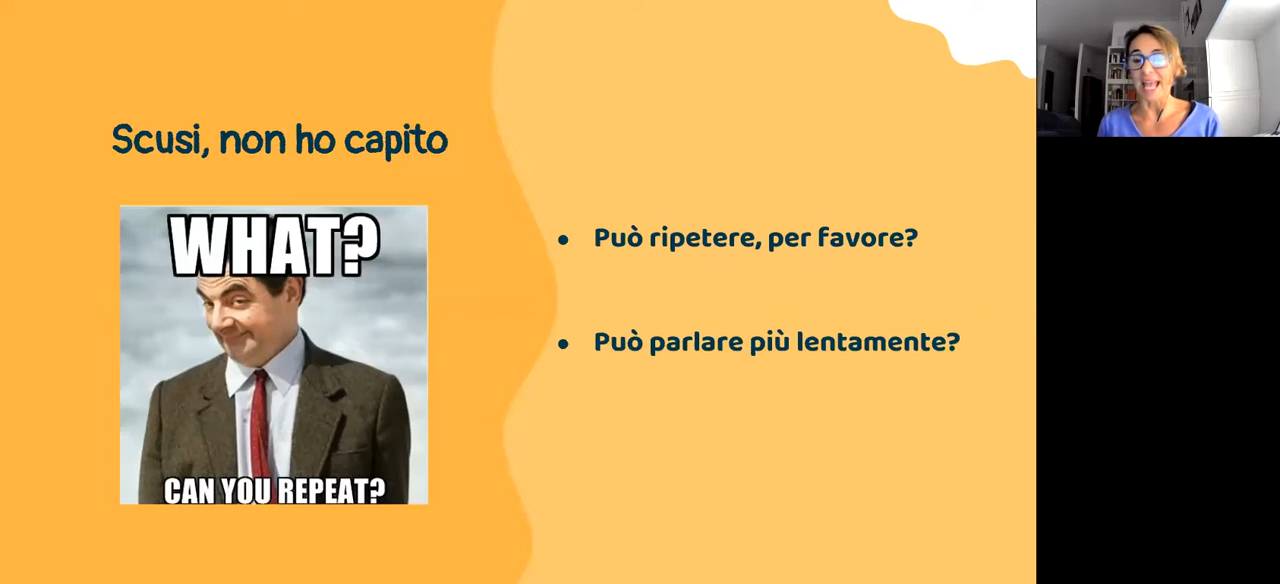 Scusi, non ho capito
WHAT?
CAN YOU REPEAT?
Può ripetere, per favore?
Può parlare più lentamente?